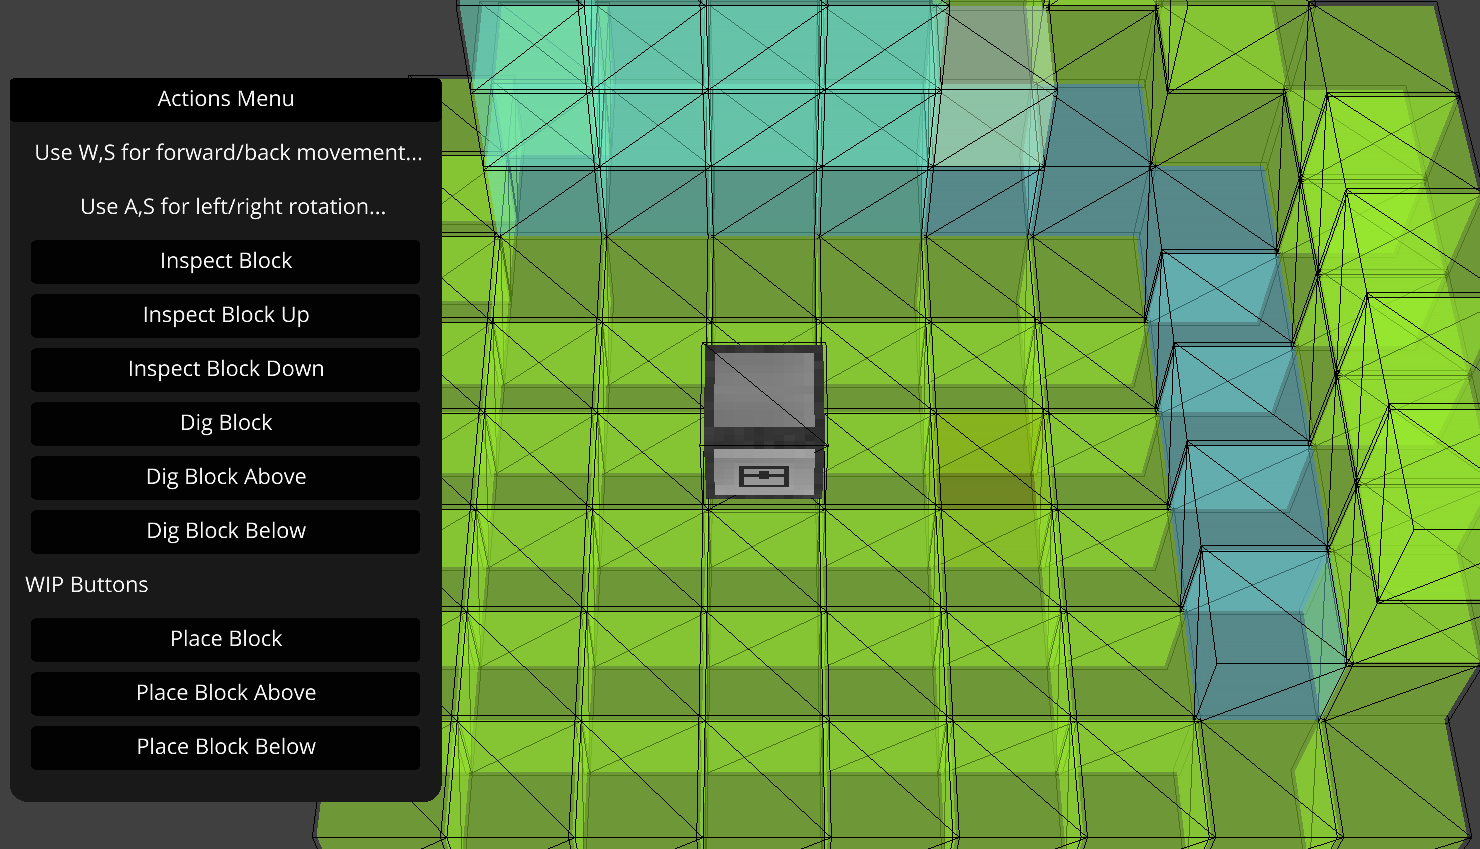 Actions Menu
Use W,S for forward/back movement...
Use A,S for left/right rotation...
Inspect Block
Inspect Block Up
Inspect Block Down
Dig Block
Dig Block Above
Dig Block Below
WIP Buttons
Place Block
Place Block Above
Place Block Below